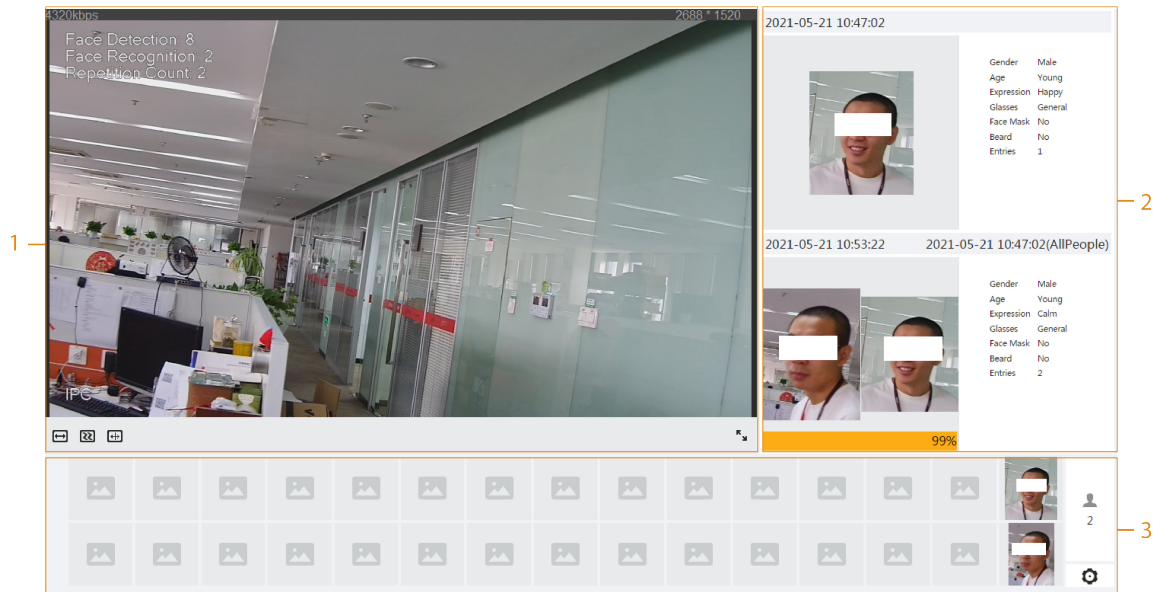 4320kbps
2688 * 1520
Face Detection: 8
Face Recognition: 2
Repetition Count: 2
IPC
1
2021-05-21 10:47:02
Gender Male
Age Young
Expression Happy
Glasses General
Face Mask No
Beard No
Entries 1
2
2021-05-21 10:53:22 2021-05-21 10:47:02(AllPeople)
Gender Male
Age Young
Expression Calm
Glasses General
Face Mask No
Beard No
Entries 2
99%
2
3